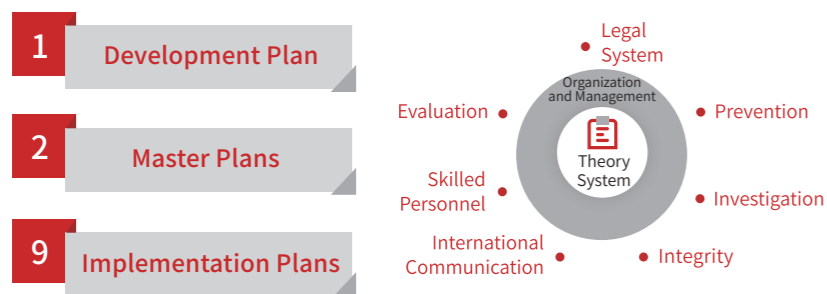 1
Development Plan
2
Master Plans
9
Implementation Plans
Legal
System
Organization
and Management
Evaluation
Prevention
Theory
System
Skilled
Personnel
Investigation
International
Communication
Integrity